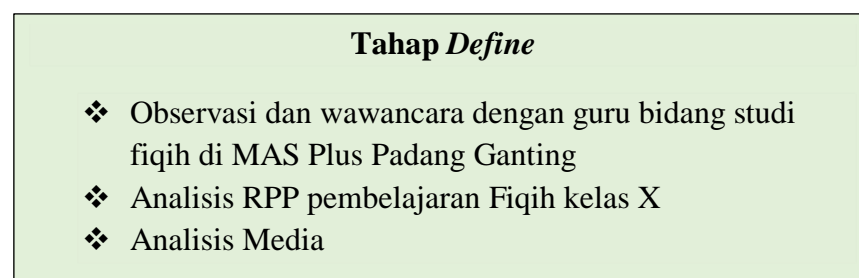 Tahap Define
❖ Observasi dan wawancara dengan guru bidang studi
fiqih di MAS Plus Padang Ganting
❖ Analisis RPP pembelajaran Fiqih kelas X
❖ Analisis Media